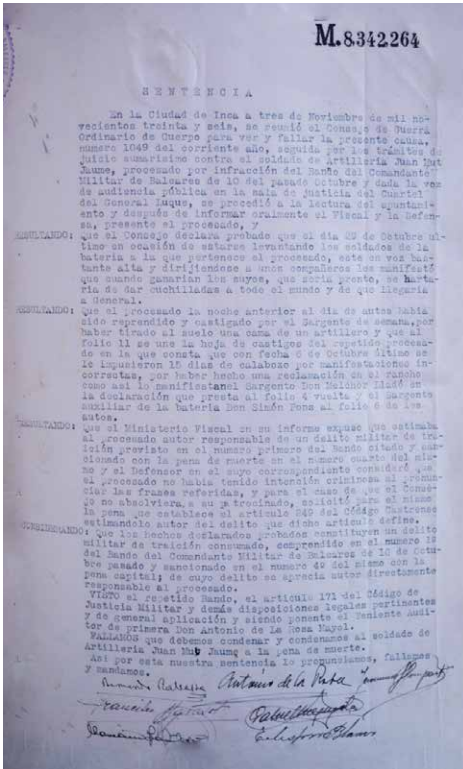 M.8.342.264
SENTENCIA
En la Ciudad de Inca a tres de Noviembre de mil no-
vecientos treinta y seis, se reunió el Consejo de Guerra
Ordinario de Cuerpo para ver y fallar la presente causa,
número 1049 del corriente año, seguida por los trámites de
juicio sumarísimo contra el soldado de Artillería Juan Mut
Jaume, procesado por infracción del Bando del Comandante
Militar de Baleares de 10 del pasado Octubre y dada la voz
de audiencia pública en la sala de Justicia del Cuartel
del General Luque, se procedió a la lectura del apuntami-
ento y después de informar oralmente el Fiscal y la Defen-
sa, presente el procesado, y
RESULTANDO: Que el Consejo declara probado que el día 29 de Octubre úl-
timo en ocasión de estarse levantando los soldados de la
batería a la que pertenece el procesado, este en voz bas-
tante alta y dirijiendose a unos compañeros les manifestó
que cuando ganarían los suyos, que sería pronto, se harta-
ria de dar cuchilladas a todo el mundo y de que llegaría
a General.
RESULTANDO: Que el procesado la noche anterior al día de autos había
sido reprendido y castigado por el Sargento de semana, por
haber tirado al suelo una cama de un artillero y que al
folio 11 se une la hoja de castigos del repetido procesa-
do en la que consta que con fecha 6 de Octubre último se
le impusieron 15 días de calabozo por manifestaciones in-
correctas, por haber hecho una reclamación de el rancho
como así lo manifiestanel Sargento Don Melchor Lladó en
la declaración que presta al folio 4 vuelto y el Sargento
auxiliar de la batería Don Simón Pons al folio 6 de los
autos.
RESULTANDO: Que el Ministerio Fiscal en su informe expuso que estimaba
al procesado autor responsable de un delito militar de tra-
ición previsto en el número primero del Bando citado y san-
cionado con la pena de muerte en el número cuarto del mis-
mo y el Defensor en el suyo correspondiente consideró que
el procesado no había tenido intención criminosa al pronun-
ciar las frases referidas, y para el caso de que el Conse-
jo no absolviera a su patrocinado, solicitó para el mismo
la pena que establece el artículo 249 del Código Castrense
estimandolo autor del delito que dicho artículo define.
CONSIDERANDO: Que los hechos declarados probados constituyen un delito
militar de traición consumado, comprendido en el número 1º
del Bando del Comandante Militar de Baleares de 10 de Octu-
bre pasado y sancionado en el número 4º del mismo con la
pena capital; de cuyo delito se aprecia autor directamente
responsable al procesado.
VISTO el repetido Bando, el artículo 171 del Código de
Justicia Militar y demás disposiciones legales pertinentes
y de general aplicación y siendo ponente el Teniente Audi-
tor de primera Don Antonio de La Rosa Mayol.
FALLAMOS que debemos condenar y condenamos al soldado de
Artillería Juan Mut Jaume a la pena de muerte.
Así por esta nuestra sentencia lo pronunciamos, fallamos
y mandamos.
Antonio de la Rosa